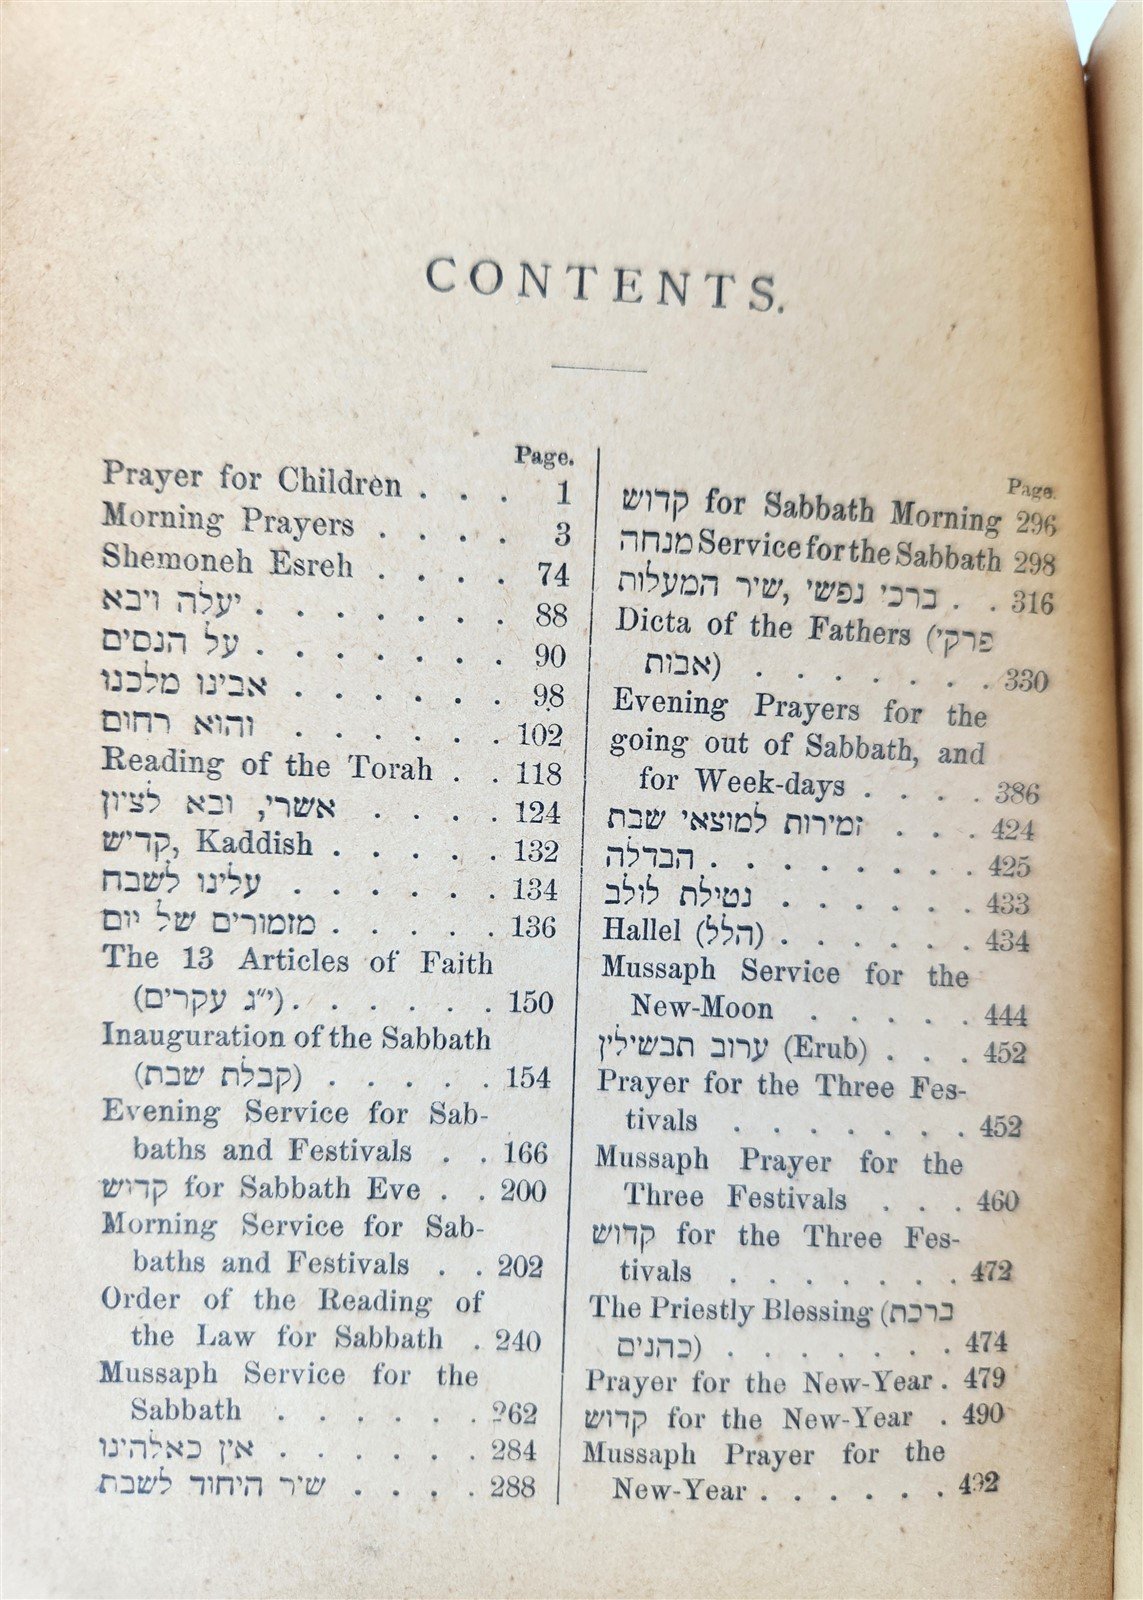 CONTENTS.
Page.
Prayer for Children . . . 1
Morning Prayers . . . . 3
Shemoneh Esreh . . . . 74
יעלה ויבא . . . . . . . 88
על הנסים . . . . . . . 90
אבינו מלכנו . . . . . . 98
והוא רחום . . . . . . 102
Reading of the Torah . . 118
אשרי, ובא לציון . . . . 124
קדיש, Kaddish . . . . . 132
עלינו לשבח . . . . . . 134
מזמורים של יום . . . . . 136
The 13 Articles of Faith
(י״ג עקרים) . . . . . . 150
Inauguration of the Sabbath
(קבלת שבת) . . . . . 154
Evening Service for Sab-
baths and Festivals . . 166
קדוש for Sabbath Eve . . 200
Morning Service for Sab-
baths and Festivals . . 202
Order of the Reading of
the Law for Sabbath . 240
Mussaph Service for the
Sabbath . . . . . . 262
אין כאלהינו . . . . . . 284
שיר היחוד לשבת . . . . 288
Page.
קדוש for Sabbath Morning 296
מנחה Service for the Sabbath 298
ברכי נפשי, שיר המעלות . . 316
Dicta of the Fathers (פרקי
אבות) . . . . . . . 330
Evening Prayers for the
going out of Sabbath, and
for Week-days . . . . 386
זמירות למוצאי שבת . . . 424
הבדלה . . . . . . . . 425
נטילת לולב . . . . . . 433
Hallel (הלל) . . . . . . 434
Mussaph Service for the
New-Moon . . . . . 444
ערוב תבשילין (Erub) . . . 452
Prayer for the Three Fes-
tivals . . . . . . . 452
Mussaph Prayer for the
Three Festivals . . . 460
קדוש for the Three Fes-
tivals . . . . . . . 472
The Priestly Blessing (ברכת
כהנים) . . . . . . . 474
Prayer for the New-Year . 479
קדוש for the New-Year . 490
Mussaph Prayer for the
New-Year . . . . . . 492